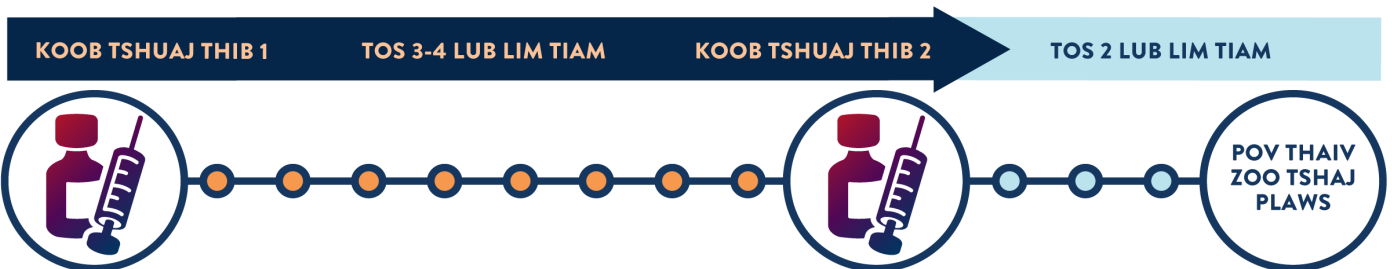 KOOB TSHUAJ THIB 1
TOS 3-4 LUB LIM TIAM
KOOB TSHUAJ THIB 2
TOS 2 LUB LIM TIAM
POV THAIV
ZOO TSHAJ
PLAWS